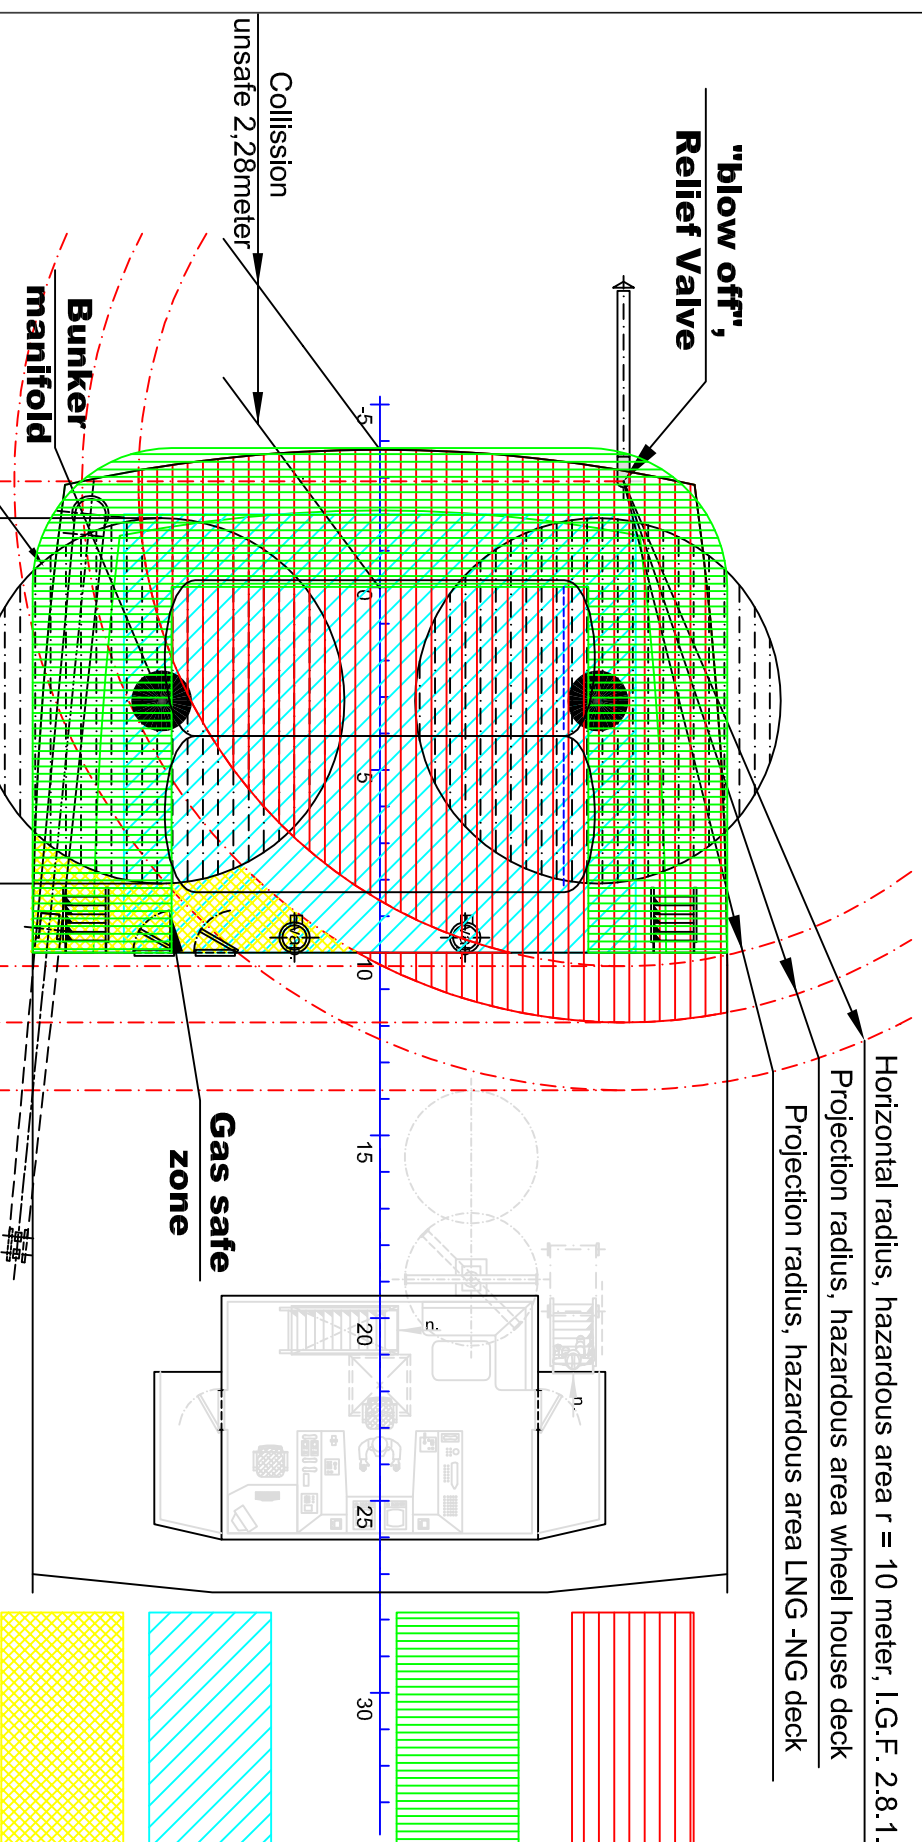 "blow off",
Relief Valve
Collission
unsafe 2,28meter
Bunker
manifold
Gas safe
zone
Horizontal radius, hazardous area r = 10 meter, I.G.F. 2.8.1.
Projection radius, hazardous area wheel house deck
Projection radius, hazardous area LNG -NG deck
-5
0
5
10
15
20
25
30
n.
n.